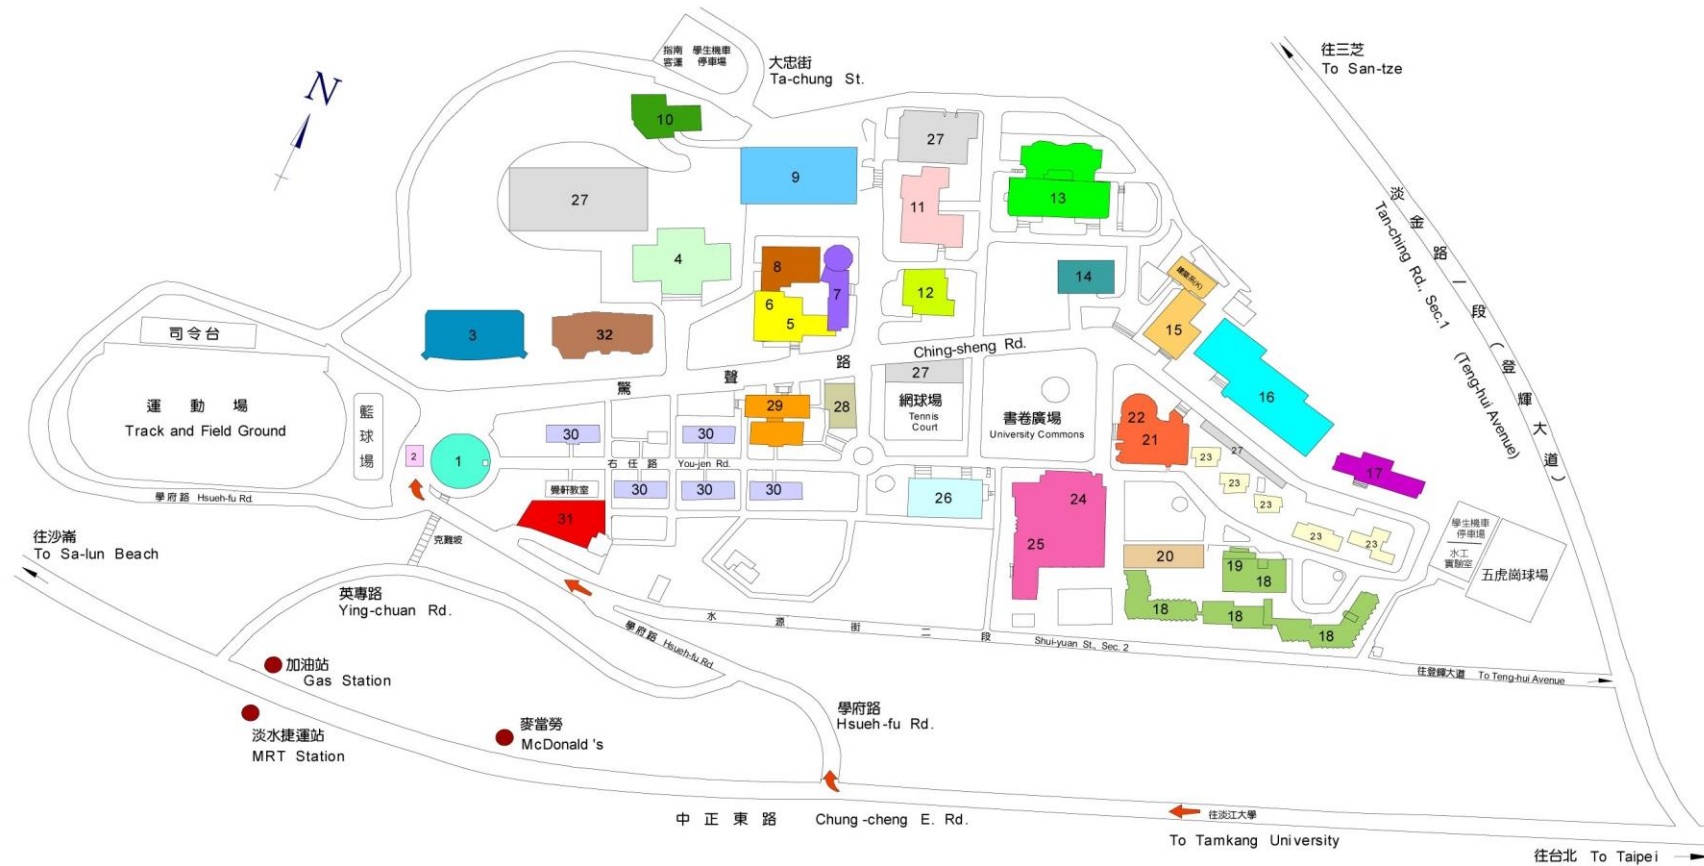 指南 學生機車
客運 停車場
大忠街
Ta-chung St.
往三芝
To San-tze
N
淡金路一段(登輝大道)
Tan-ching Rd., Sec.1 (Teng-hui Avenue)
10
27
9
27
13
11
4
8
7
6
5
12
14
建築系(K)
15
3
32
16
司令台
運動場
Track and Field Ground
籃球場
驚聲路
Ching-sheng Rd.
27
網球場
Tennis
Court
書卷廣場
University Commons
29
28
22
21
23
27
17
2
1
30
30
右任路 You-jen Rd.
覺軒教室
30
30
30
31
26
24
25
23
23
23
23
20
19
18
18
18
18
學生機車
停車場
水工
實驗室
五虎崗球場
學府路 Hsueh-fu Rd.
克難坡
往沙崙
To Sa-lun Beach
英專路
Ying-chuan Rd.
水源街二段
Shui-yuan St., Sec. 2
學府路 Hsueh-fu Rd
往登輝大道 To Teng-hui Avenue
加油站
Gas Station
淡水捷運站
MRT Station
麥當勞
McDonald 's
學府路
Hsueh-fu Rd.
中正東路 Chung-cheng E. Rd.
往淡江大學
To Tamkang University
往台北 To Taipei